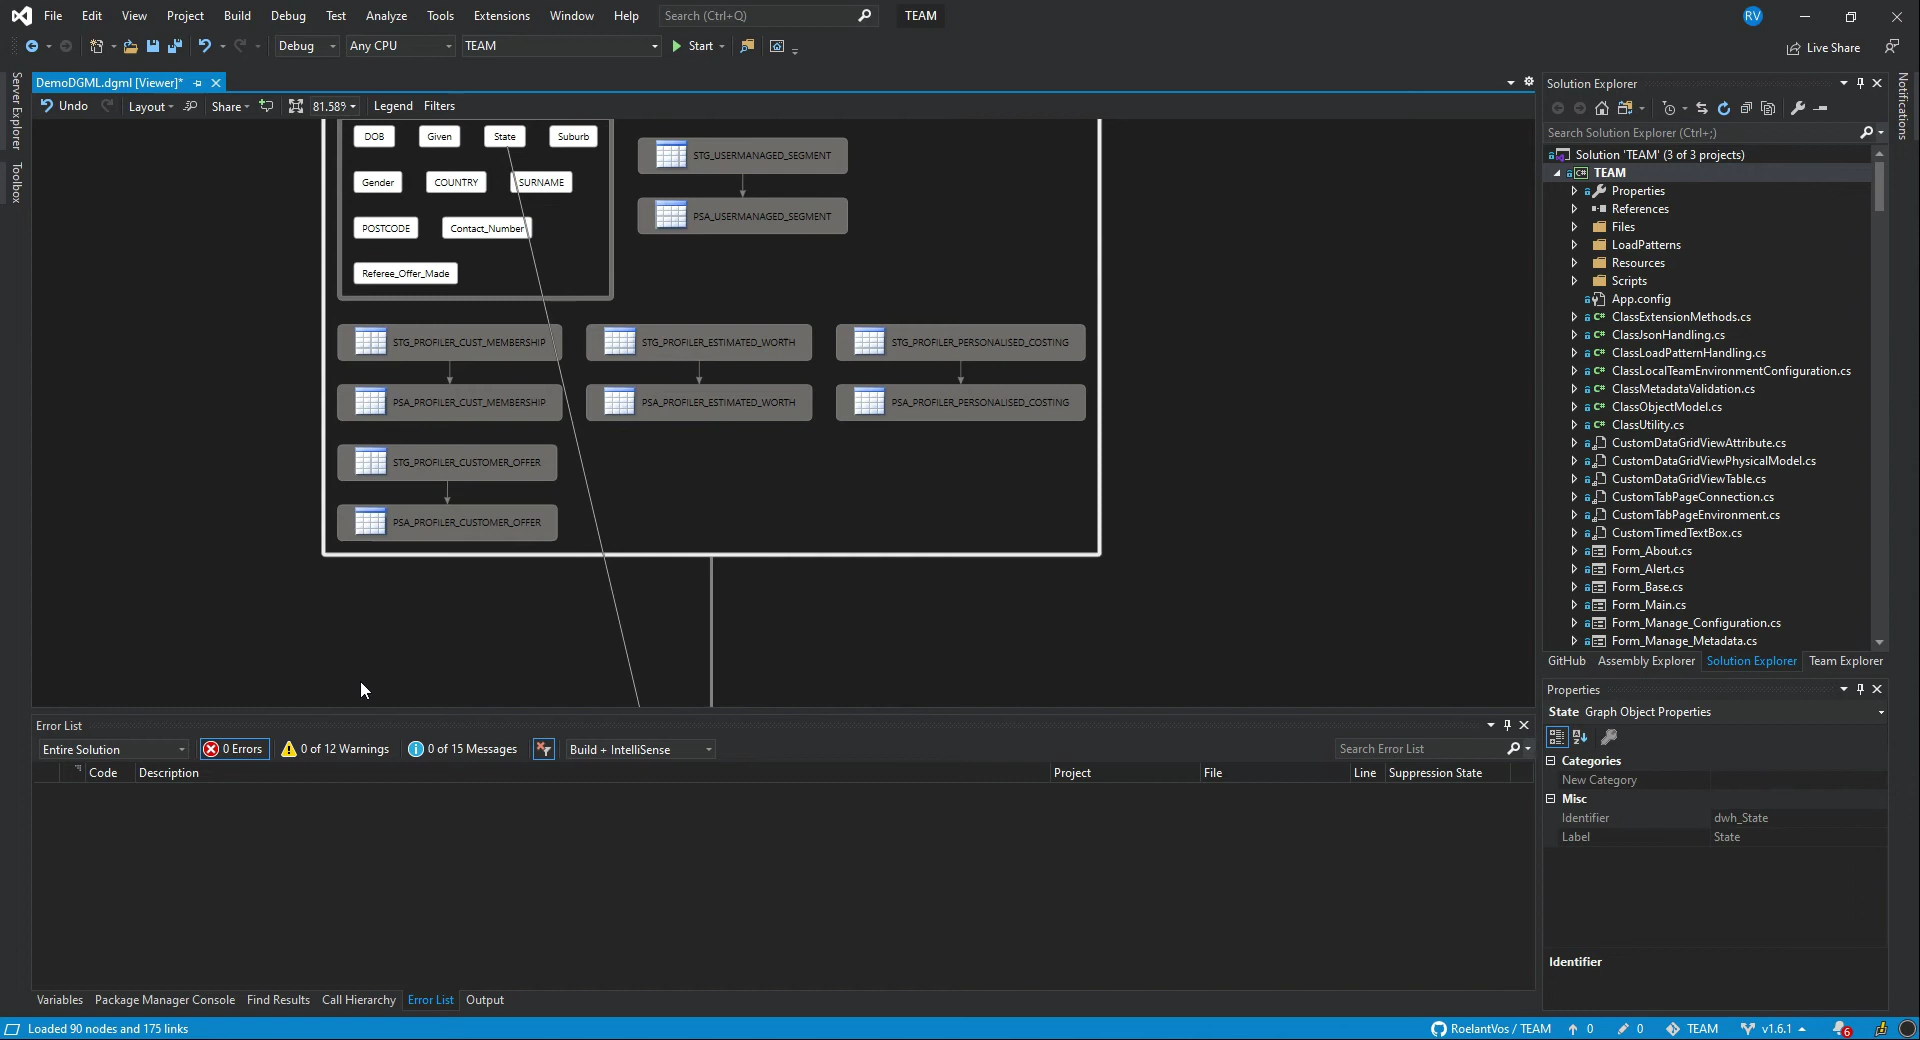 File Edit View Project Build Debug Test Analyze Tools Extensions Window Help Search (Ctrl+Q) TEAM RV
Debug Any CPU TEAM Start Live Share
Server Explorer
Toolbox
DemoDGML.dgml [Viewer]*
Undo Layout Share 81.589 Legend Filters
DOB Given State Suburb
Gender COUNTRY SURNAME
POSTCODE Contact_Number
Referee_Offer_Made
STG_USERMANAGED_SEGMENT
PSA_USERMANAGED_SEGMENT
STG_PROFILER_CUST_MEMBERSHIP STG_PROFILER_ESTIMATED_WORTH STG_PROFILER_PERSONALISED_COSTING
PSA_PROFILER_CUST_MEMBERSHIP PSA_PROFILER_ESTIMATED_WORTH PSA_PROFILER_PERSONALISED_COSTING
STG_PROFILER_CUSTOMER_OFFER
PSA_PROFILER_CUSTOMER_OFFER
Error List
Entire Solution 0 Errors 0 of 12 Warnings 0 of 15 Messages Build + IntelliSense Search Error List
Code Description Project File Line Suppression State
Variables Package Manager Console Find Results Call Hierarchy Error List Output
Solution Explorer
Search Solution Explorer (Ctrl+;)
Solution 'TEAM' (3 of 3 projects)
C# TEAM
Properties
References
Files
LoadPatterns
Resources
Scripts
App.config
C# ClassExtensionMethods.cs
C# ClassJsonHandling.cs
C# ClassLoadPatternHandling.cs
C# ClassLocalTeamEnvironmentConfiguration.cs
C# ClassMetadataValidation.cs
C# ClassObjectModel.cs
C# ClassUtility.cs
CustomDataGridViewAttribute.cs
CustomDataGridViewPhysicalModel.cs
CustomDataGridViewTable.cs
CustomTabPageConnection.cs
CustomTabPageEnvironment.cs
CustomTimedTextBox.cs
Form_About.cs
Form_Alert.cs
Form_Base.cs
Form_Main.cs
Form_Manage_Configuration.cs
Form_Manage_Metadata.cs
GitHub Assembly Explorer Solution Explorer Team Explorer
Properties
State Graph Object Properties
Categories
New Category
Misc
Identifier dwh_State
Label State
Identifier
Notifications
Loaded 90 nodes and 175 links RoelantVos / TEAM 0 0 TEAM v1.6.1 6